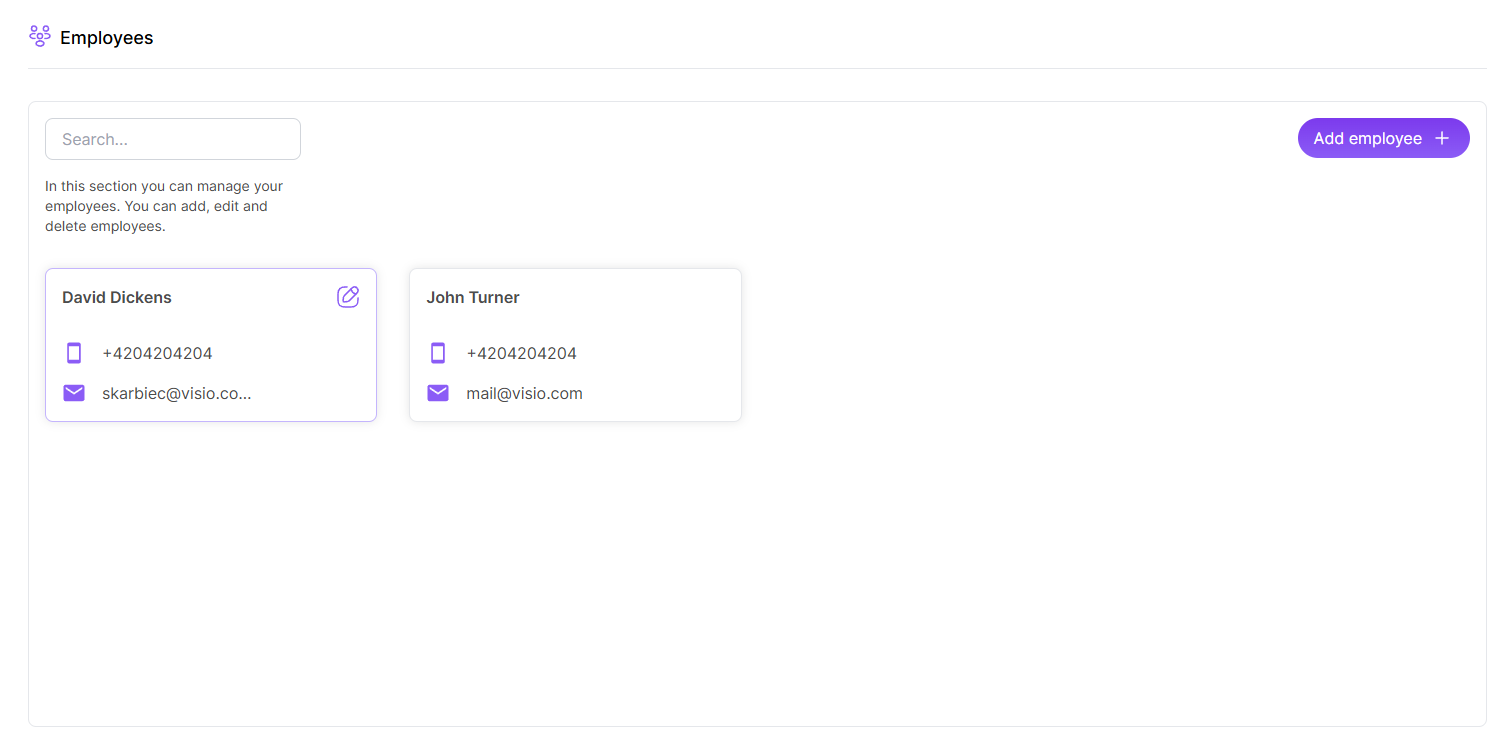 Employees
Search...
Add employee
In this section you can manage your
employees. You can add, edit and
delete employees.
David Dickens
+4204204204
skarbiec@visio.co...
John Turner
+4204204204
mail@visio.com